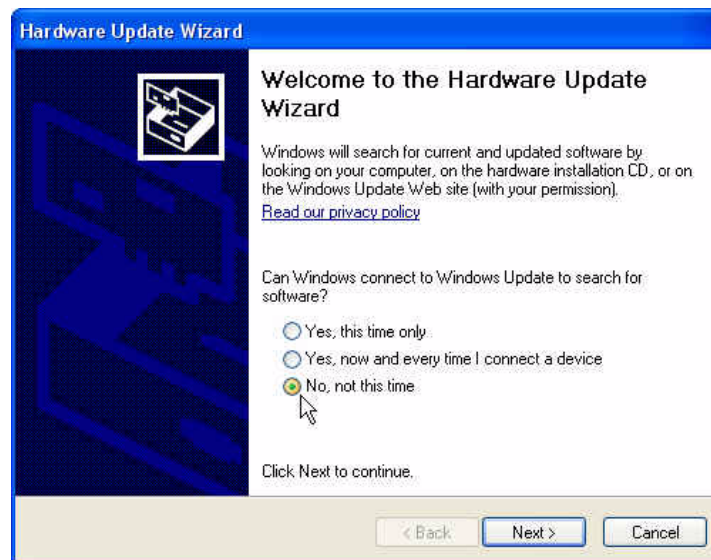 Hardware Update Wizard
Welcome to the Hardware Update
Wizard
Windows will search for current and updated software by
looking on your computer, on the hardware installation CD, or on
the Windows Update Web site (with your permission).
Read our privacy policy
Can Windows connect to Windows Update to search for
software?
Yes, this time only
Yes, now and every time I connect a device
No, not this time
Click Next to continue.
< Back
Next >
Cancel